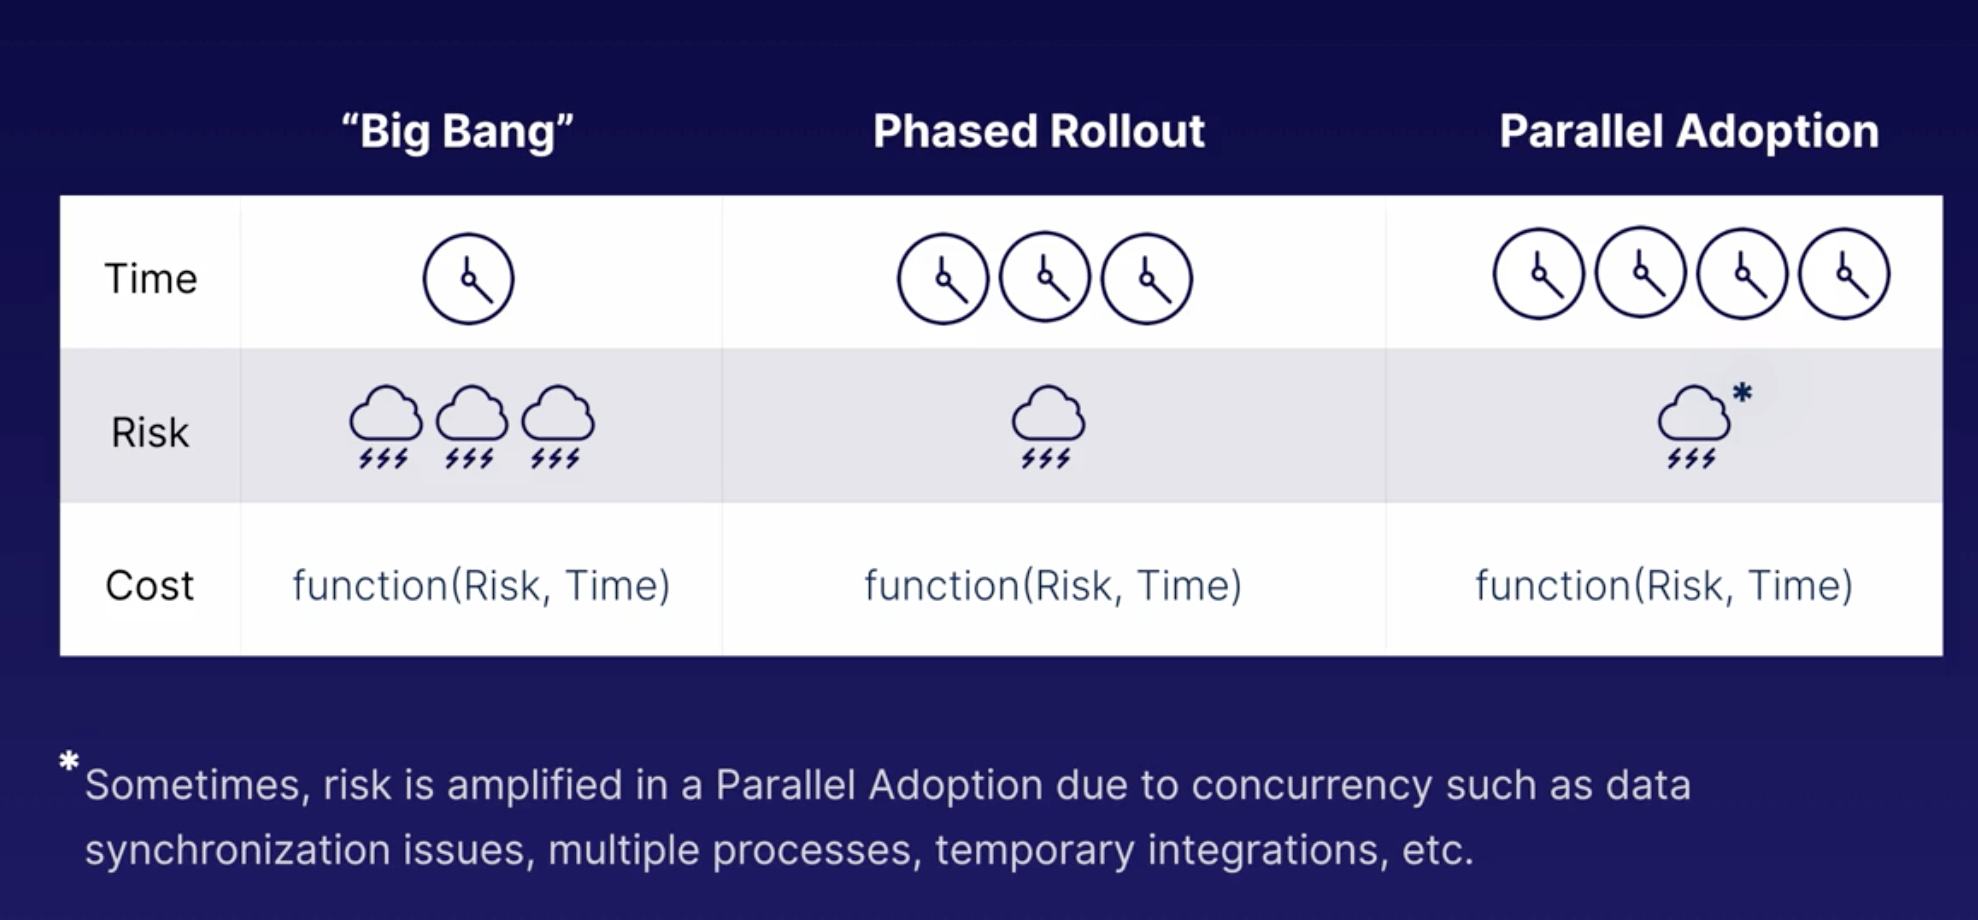 “Big Bang”
Phased Rollout
Parallel Adoption
Time
Risk
*
Cost
function(Risk, Time)
function(Risk, Time)
function(Risk, Time)
* Sometimes, risk is amplified in a Parallel Adoption due to concurrency such as data
synchronization issues, multiple processes, temporary integrations, etc.